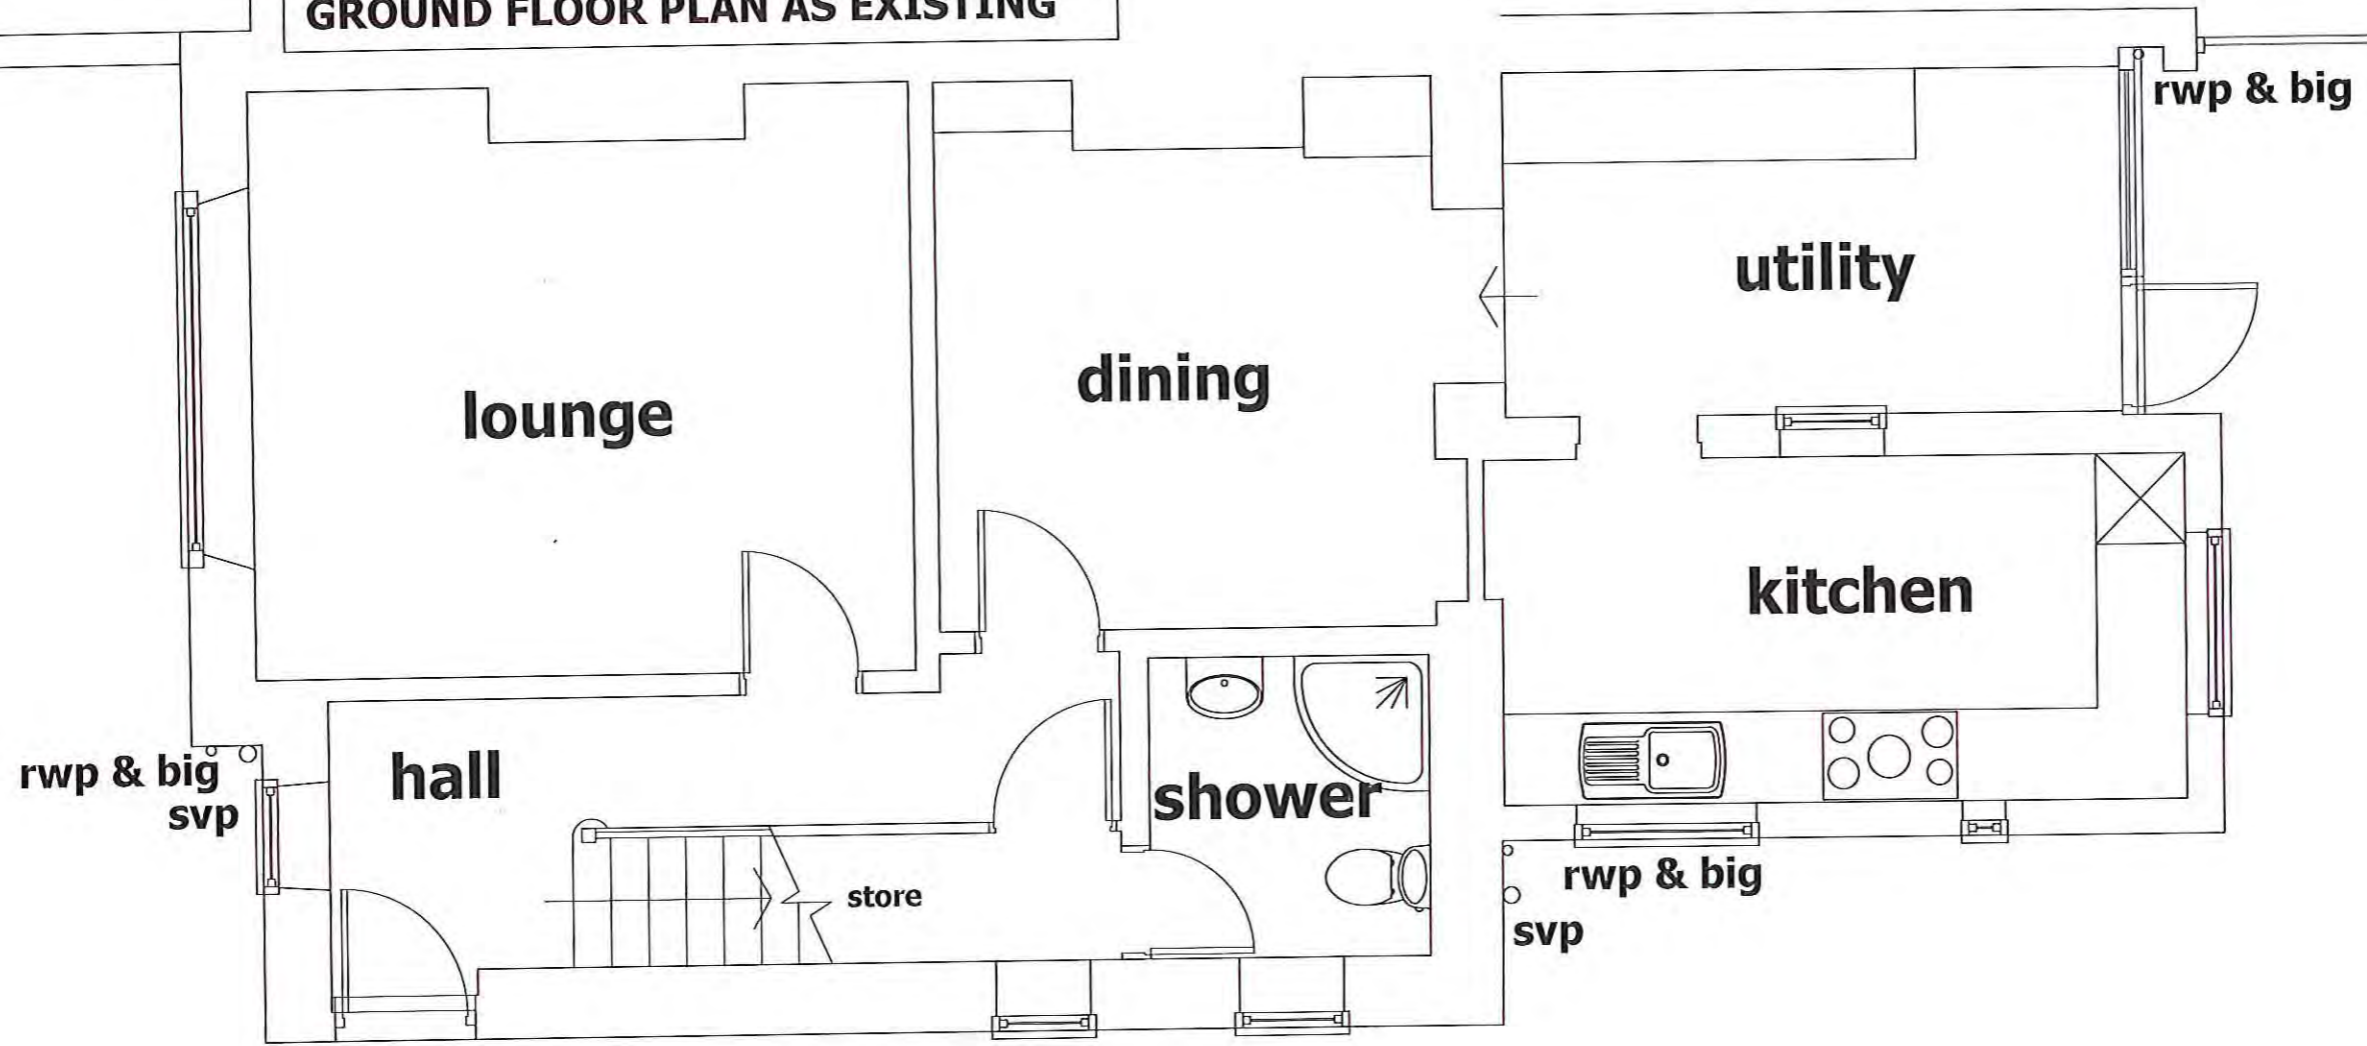 GROUND FLOOR PLAN AS EXISTING
rwp & big
utility
dining
lounge
kitchen
hall
rwp & big
svp
shower
store
rwp & big
svp